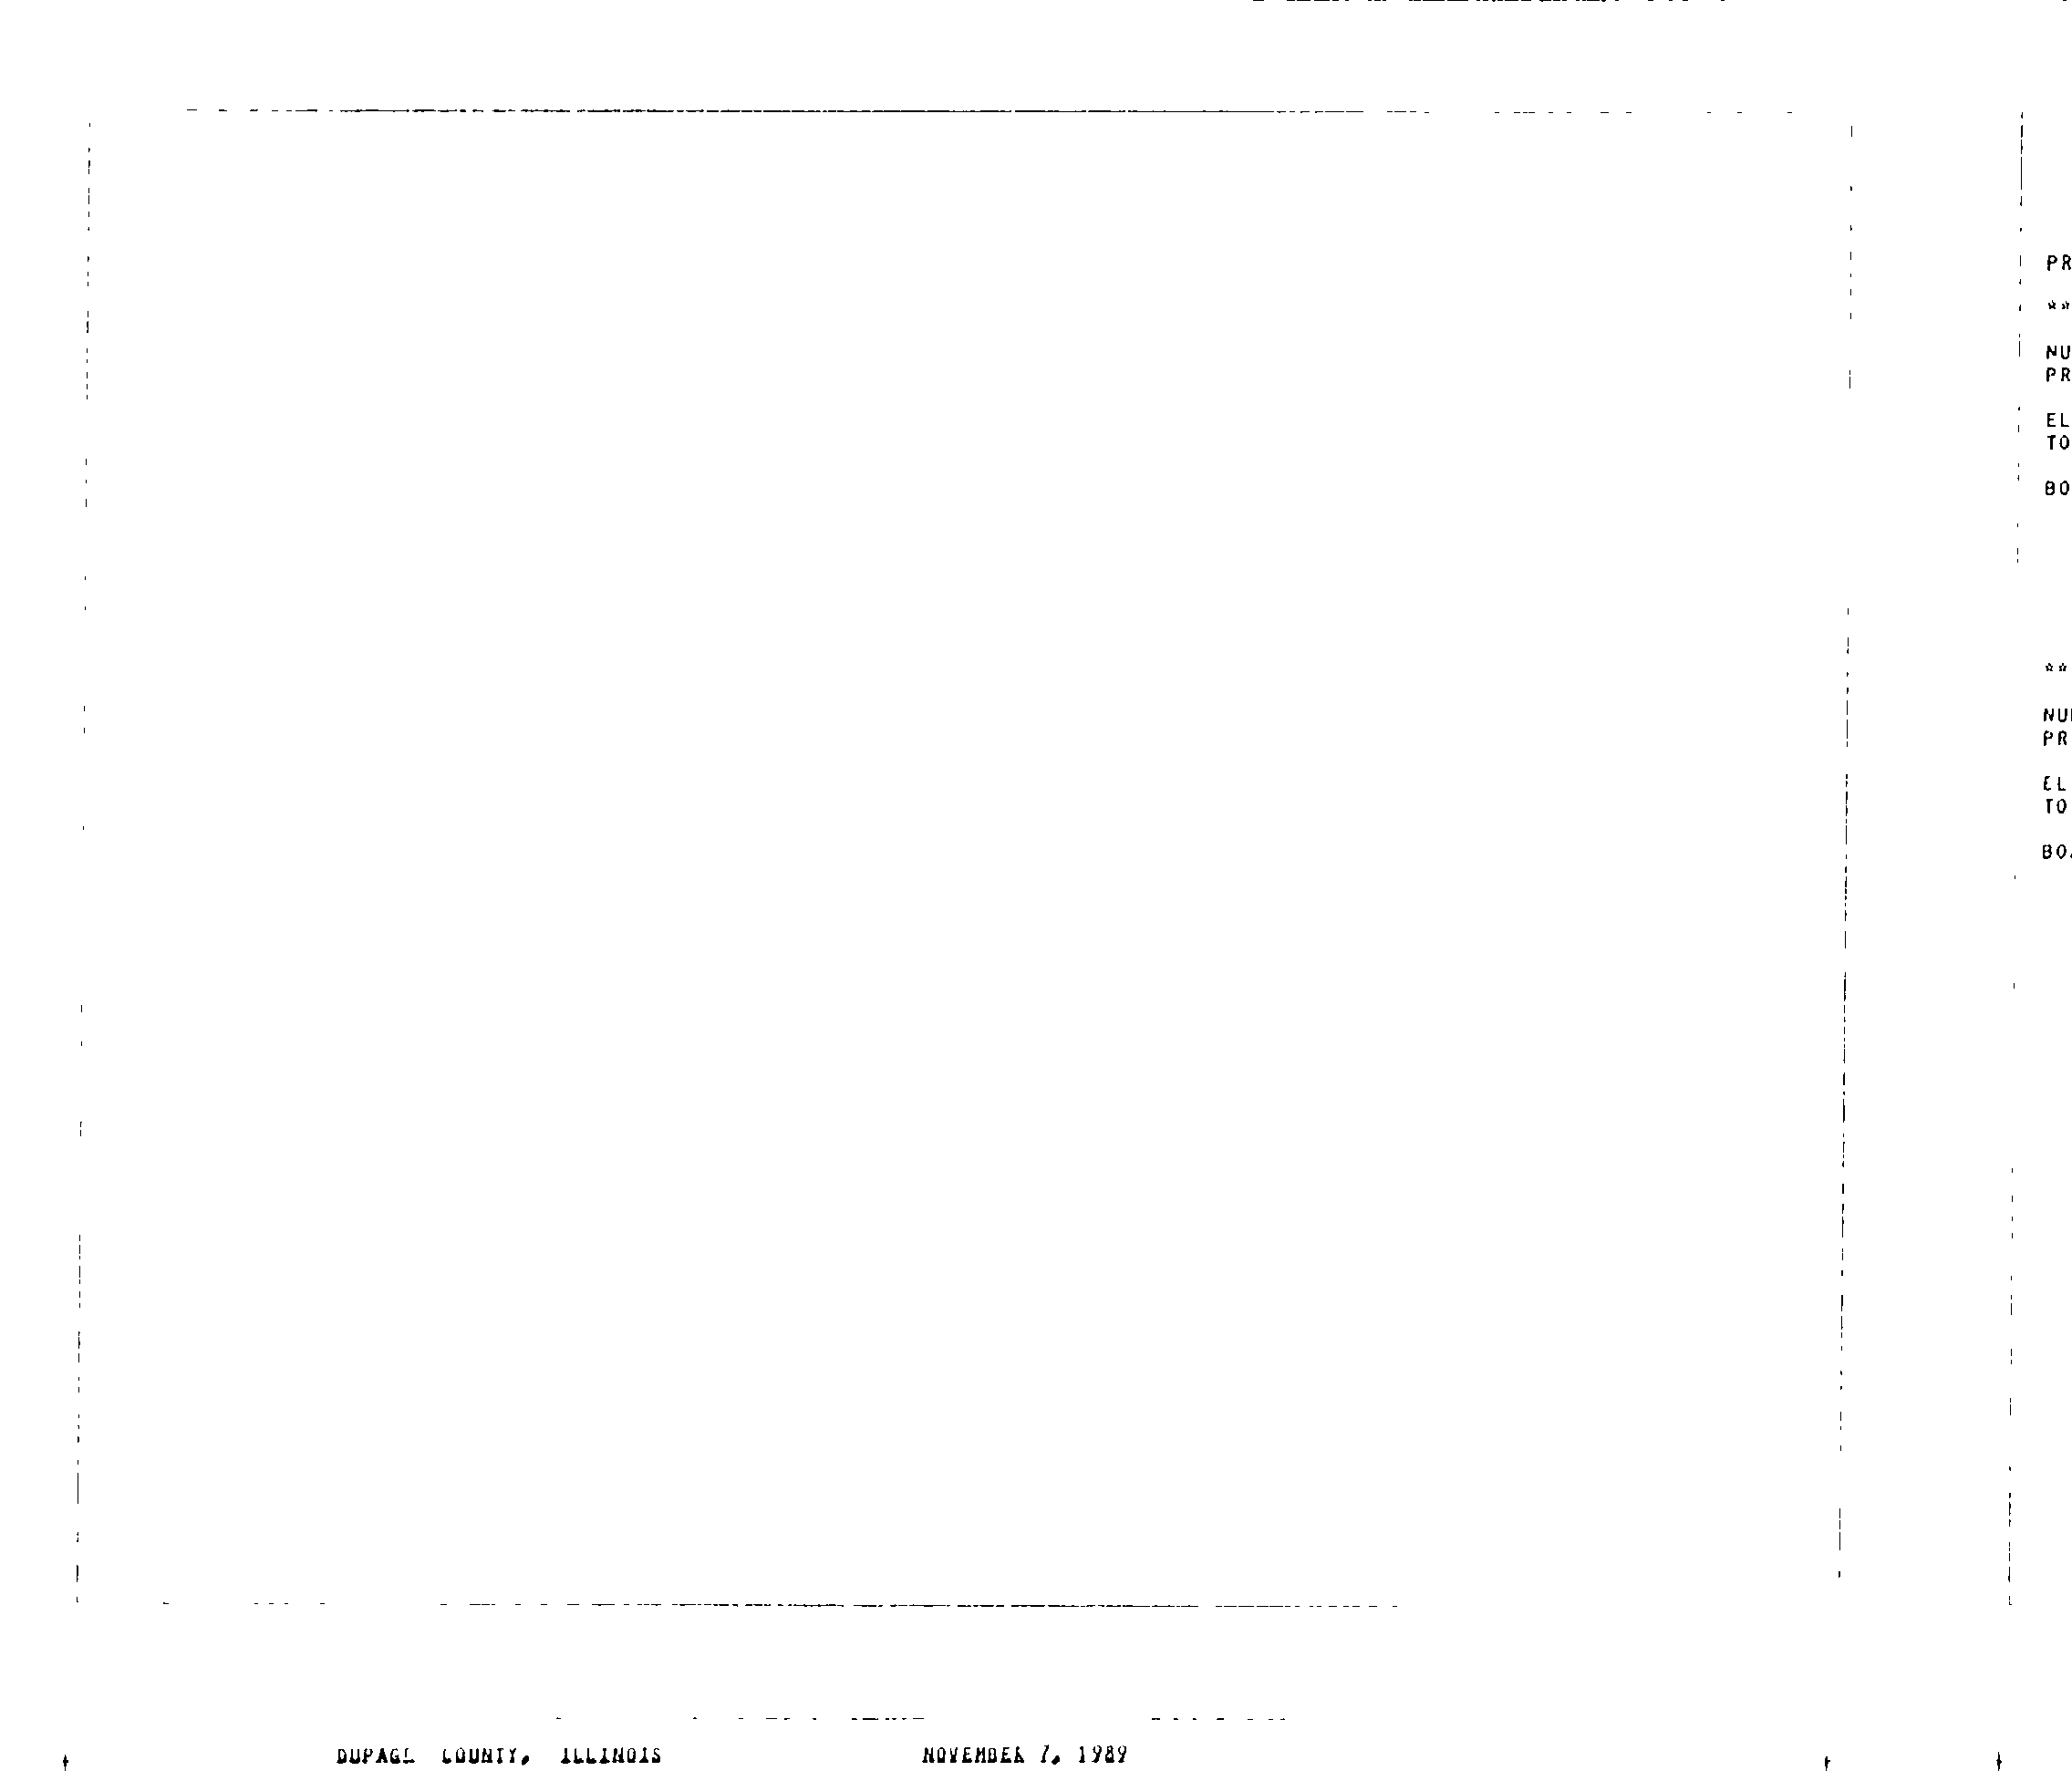 PR
**
NU
PR
EL
TO
BO
**
NU
PR
EL
TO
BO
DUPAGE COUNTY, ILLINOIS NOVEMBER 7, 1989